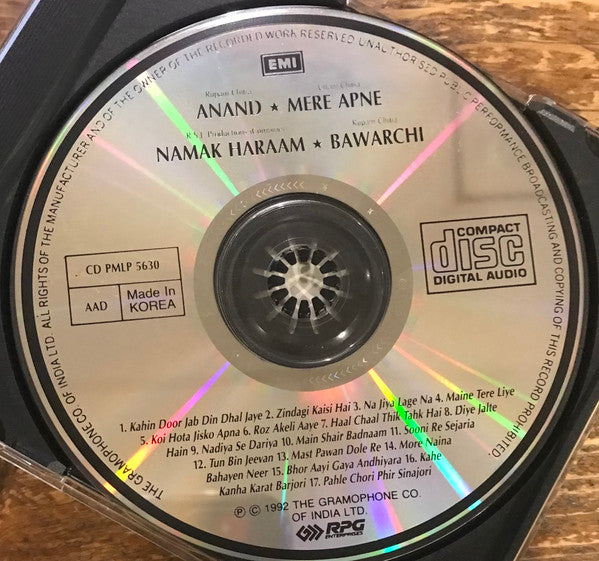 THE GRAMOPHONE CO. OF INDIA LTD. ALL RIGHTS OF THE MANUFACTURER AND OF THE OWNER OF THE RECORDED WORK RESERVED UNAUTHORISED PUBLIC PERFORMANCE BROADCASTING AND COPYING OF THIS RECORD PROHIBITED.
EMI
Rupam Chitra
ANAND ★ MERE APNE
R.S.J. Productions
Rupam Chitra
NAMAK HARAAM ★ BAWARCHI
CD PMLP 5630
AAD
Made In
KOREA
COMPACT
disc
DIGITAL AUDIO
1. Kahin Door Jab Din Dhal Jaye 2. Zindagi Kaisi Hai 3. Na Jiya Lage Na 4. Maine Tere Liye
5. Koi Hota Jisko Apna 6. Roz Akeli Aaye 7. Haal Chaal Thik Tahk Hai 8. Diye Jalte
Hain 9. Nadiya Se Dariya 10. Main Shair Badnaam 11. Sooni Re Sejaria
12. Tun Bin Jeevan 13. Mast Pawan Dole Re 14. More Naina
Bahayen Neer 15. Bhor Aayi Gaya Andhiyara 16. Kahe
Kanha Karat Barjori 17. Pahle Chori Phir Sinajori
℗ © 1992 THE GRAMOPHONE CO.
OF INDIA LTD.
RPG
ENTERPRISES